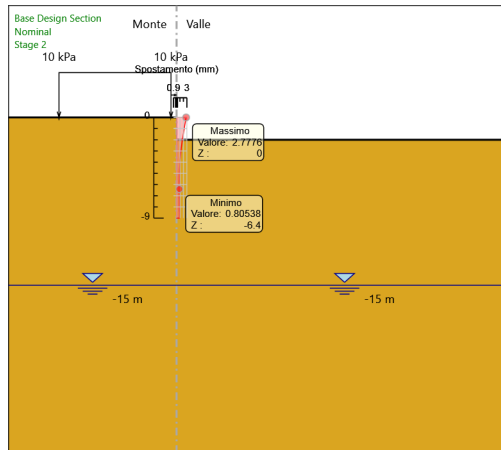 Base Design Section
Nominal
Stage 2
Monte Valle
10 kPa 10 kPa
Spostamento (mm)
0.9 3
0
Massimo
Valore: 2.7776
Z : 0
Minimo
Valore: 0.80538
Z : -6.4
-9
-15 m -15 m